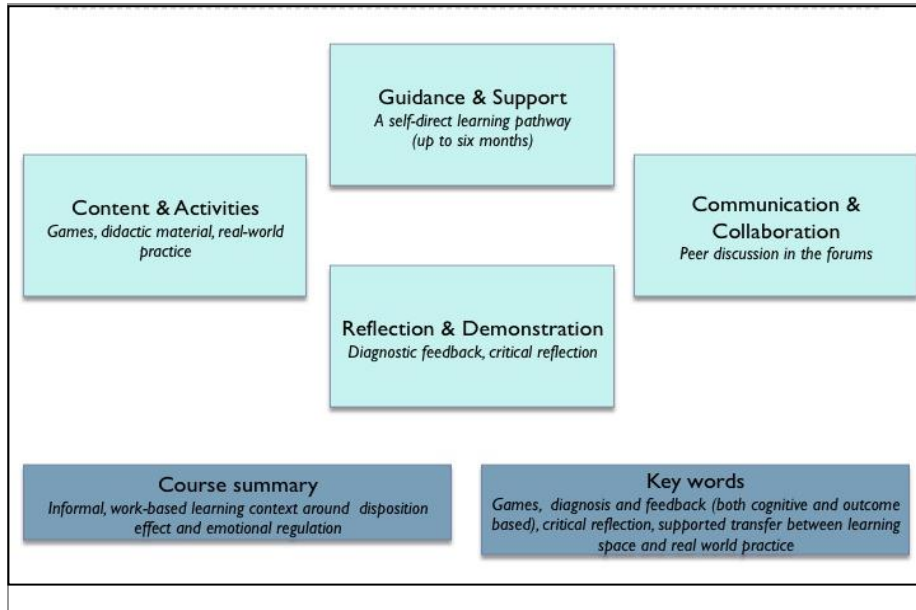 Guidance & Support
A self-direct learning pathway
(up to six months)
Content & Activities
Games, didactic material, real-world
practice
Communication &
Collaboration
Peer discussion in the forums
Reflection & Demonstration
Diagnostic feedback, critical reflection
Course summary
Informal, work-based learning context around disposition
effect and emotional regulation
Key words
Games, diagnosis and feedback (both cognitive and outcome
based), critical reflection, supported transfer between learning
space and real world practice